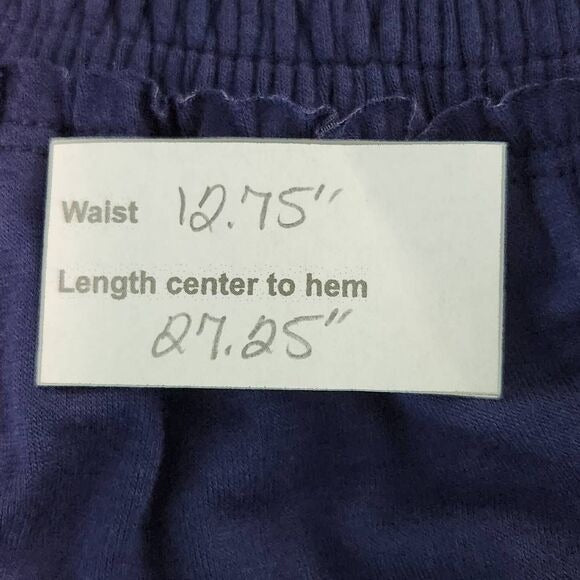 Waist 12.75"
Length center to hem
27.25"